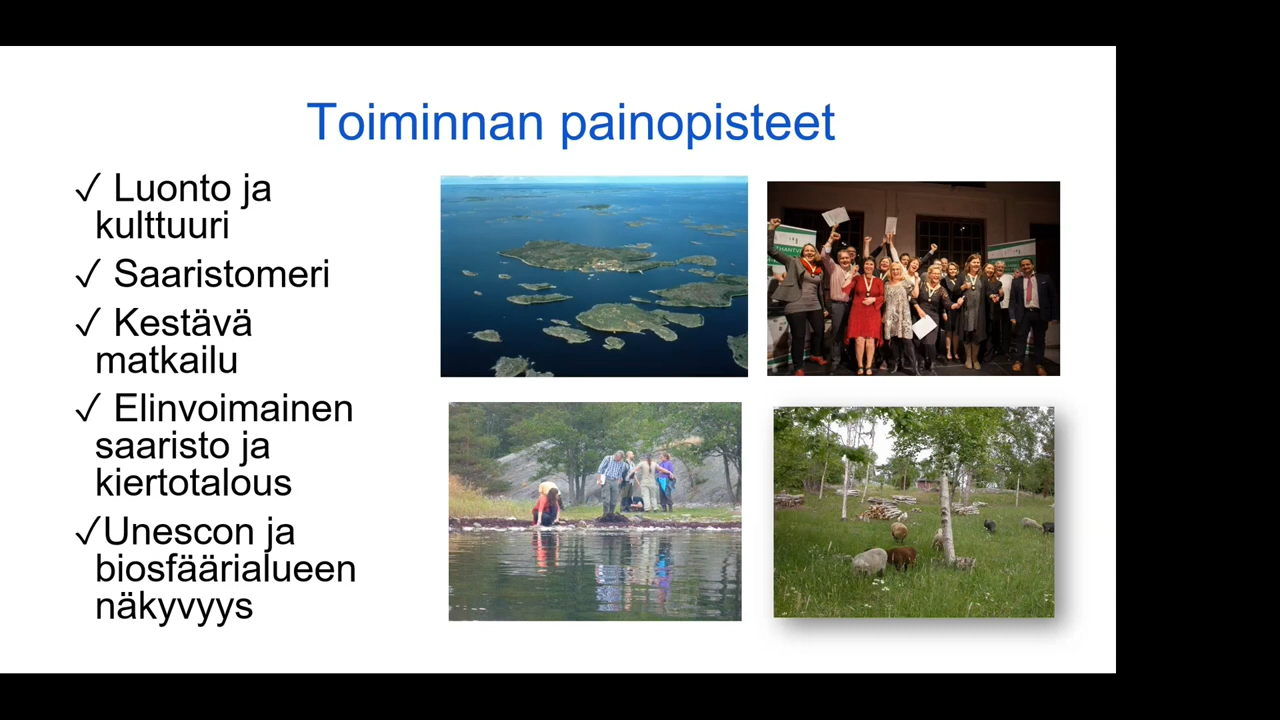 Toiminnan painopisteet
✓ Luonto ja
kulttuuri
✓ Saaristomeri
✓ Kestävä
matkailu
✓ Elinvoimainen
saaristo ja
kiertotalous
✓Unescon ja
biosfäärialueen
näkyvyys